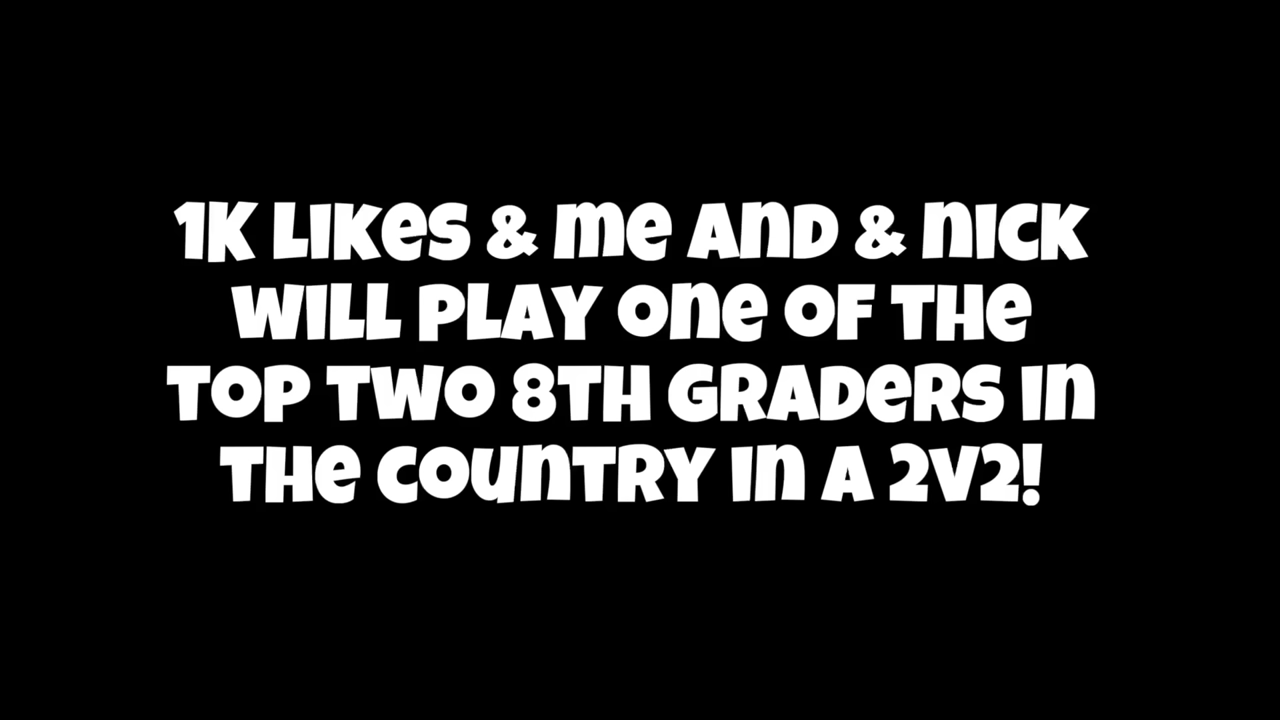 1K Likes & me and & nick
will play one of the
top two 8th graders in
the country in a 2v2!